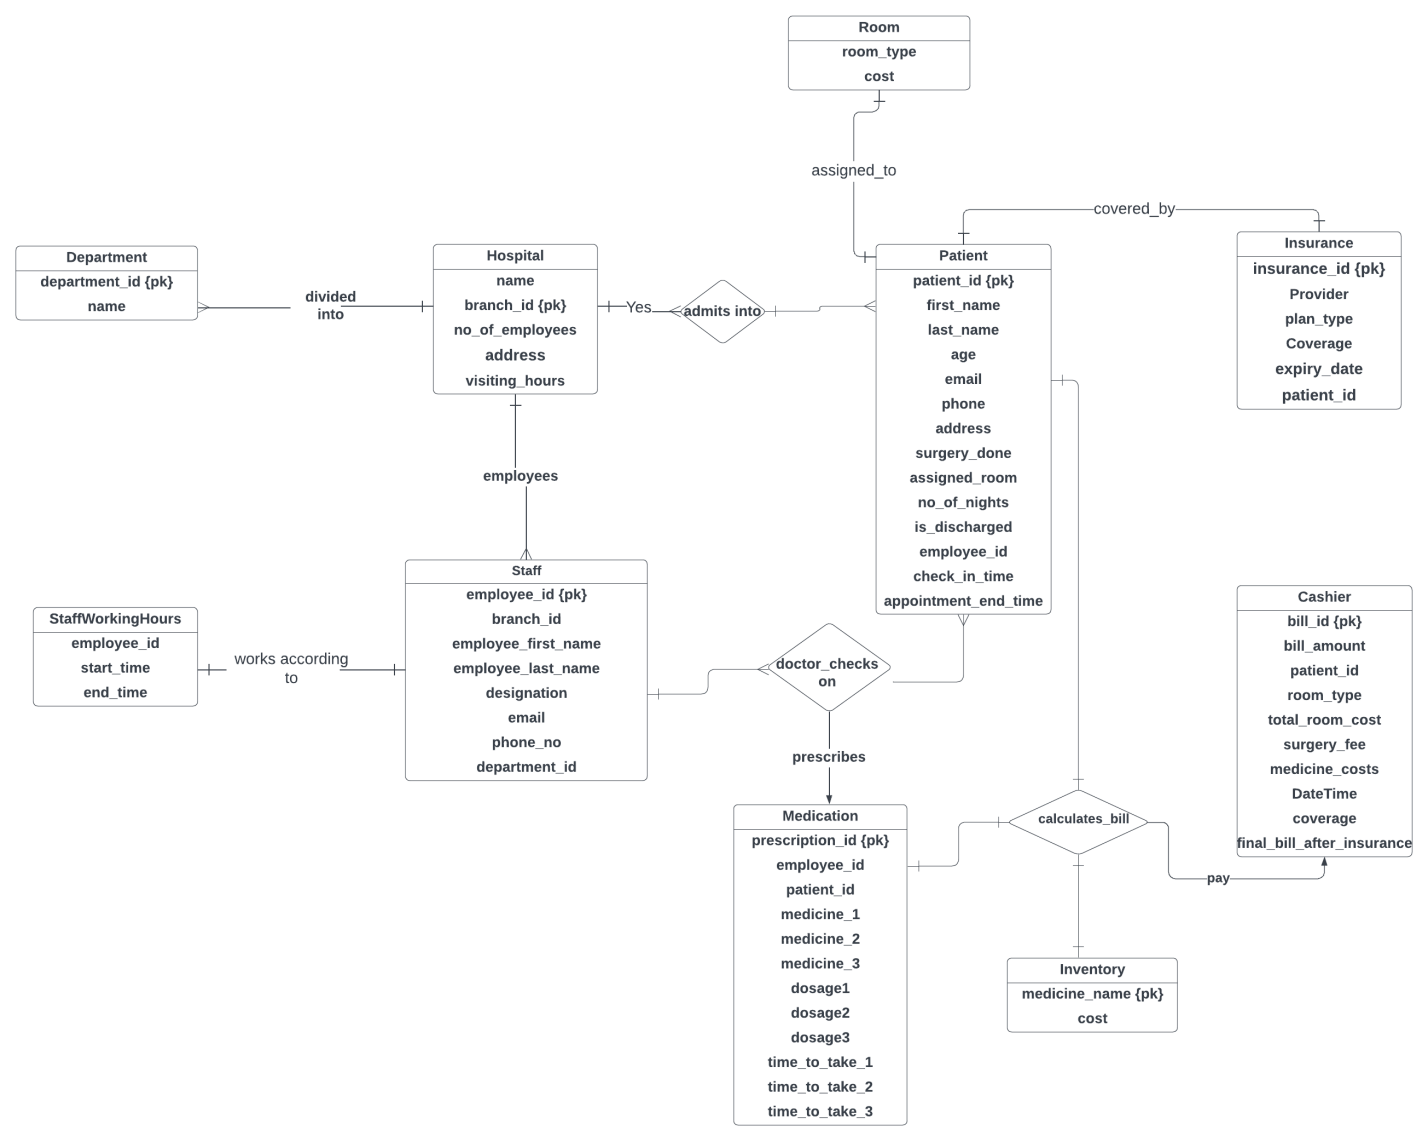 Room
room_type
cost
assigned_to
covered_by
Department
department_id {pk}
name
divided
into
Hospital
name
branch_id {pk}
no_of_employees
address
visiting_hours
Yes
admits into
Patient
patient_id {pk}
first_name
last_name
age
email
phone
address
surgery_done
assigned_room
no_of_nights
is_discharged
employee_id
check_in_time
appointment_end_time
Insurance
insurance_id {pk}
Provider
plan_type
Coverage
expiry_date
patient_id
employees
StaffWorkingHours
employee_id
start_time
end_time
works according
to
Staff
employee_id {pk}
branch_id
employee_first_name
employee_last_name
designation
email
phone_no
department_id
doctor_checks
on
prescribes
Cashier
bill_id {pk}
bill_amount
patient_id
room_type
total_room_cost
surgery_fee
medicine_costs
DateTime
coverage
final_bill_after_insurance
Medication
prescription_id {pk}
employee_id
patient_id
medicine_1
medicine_2
medicine_3
dosage1
dosage2
dosage3
time_to_take_1
time_to_take_2
time_to_take_3
calculates_bill
pay
Inventory
medicine_name {pk}
cost